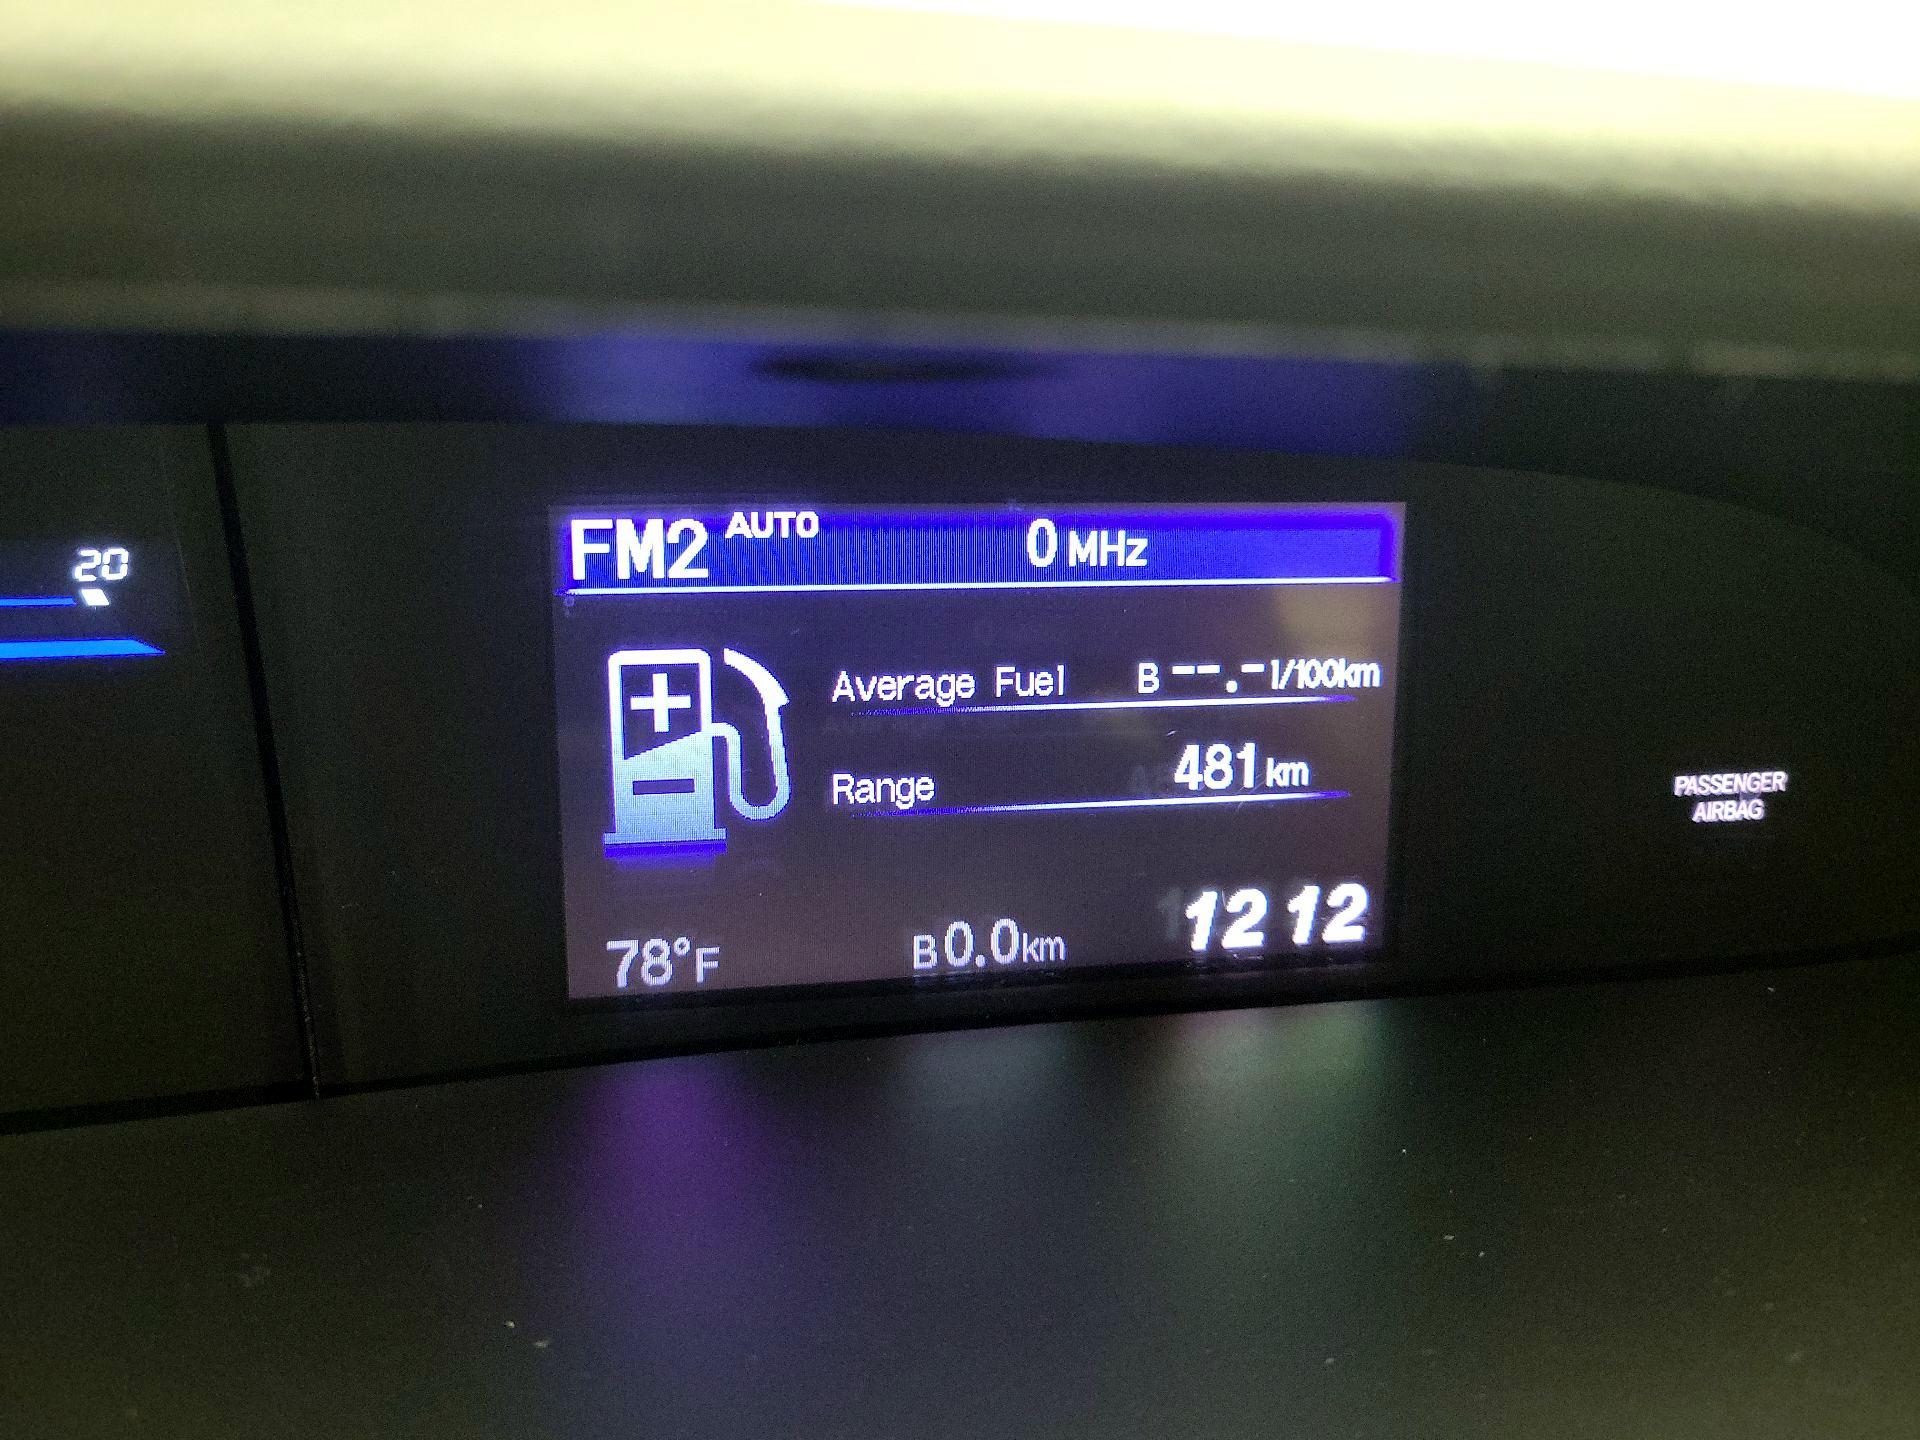 20
FM2 AUTO 0 MHz
Average Fuel B --.- l/100km
Range 481 km
78°F B 0.0 km 12 12
PASSENGER
AIRBAG